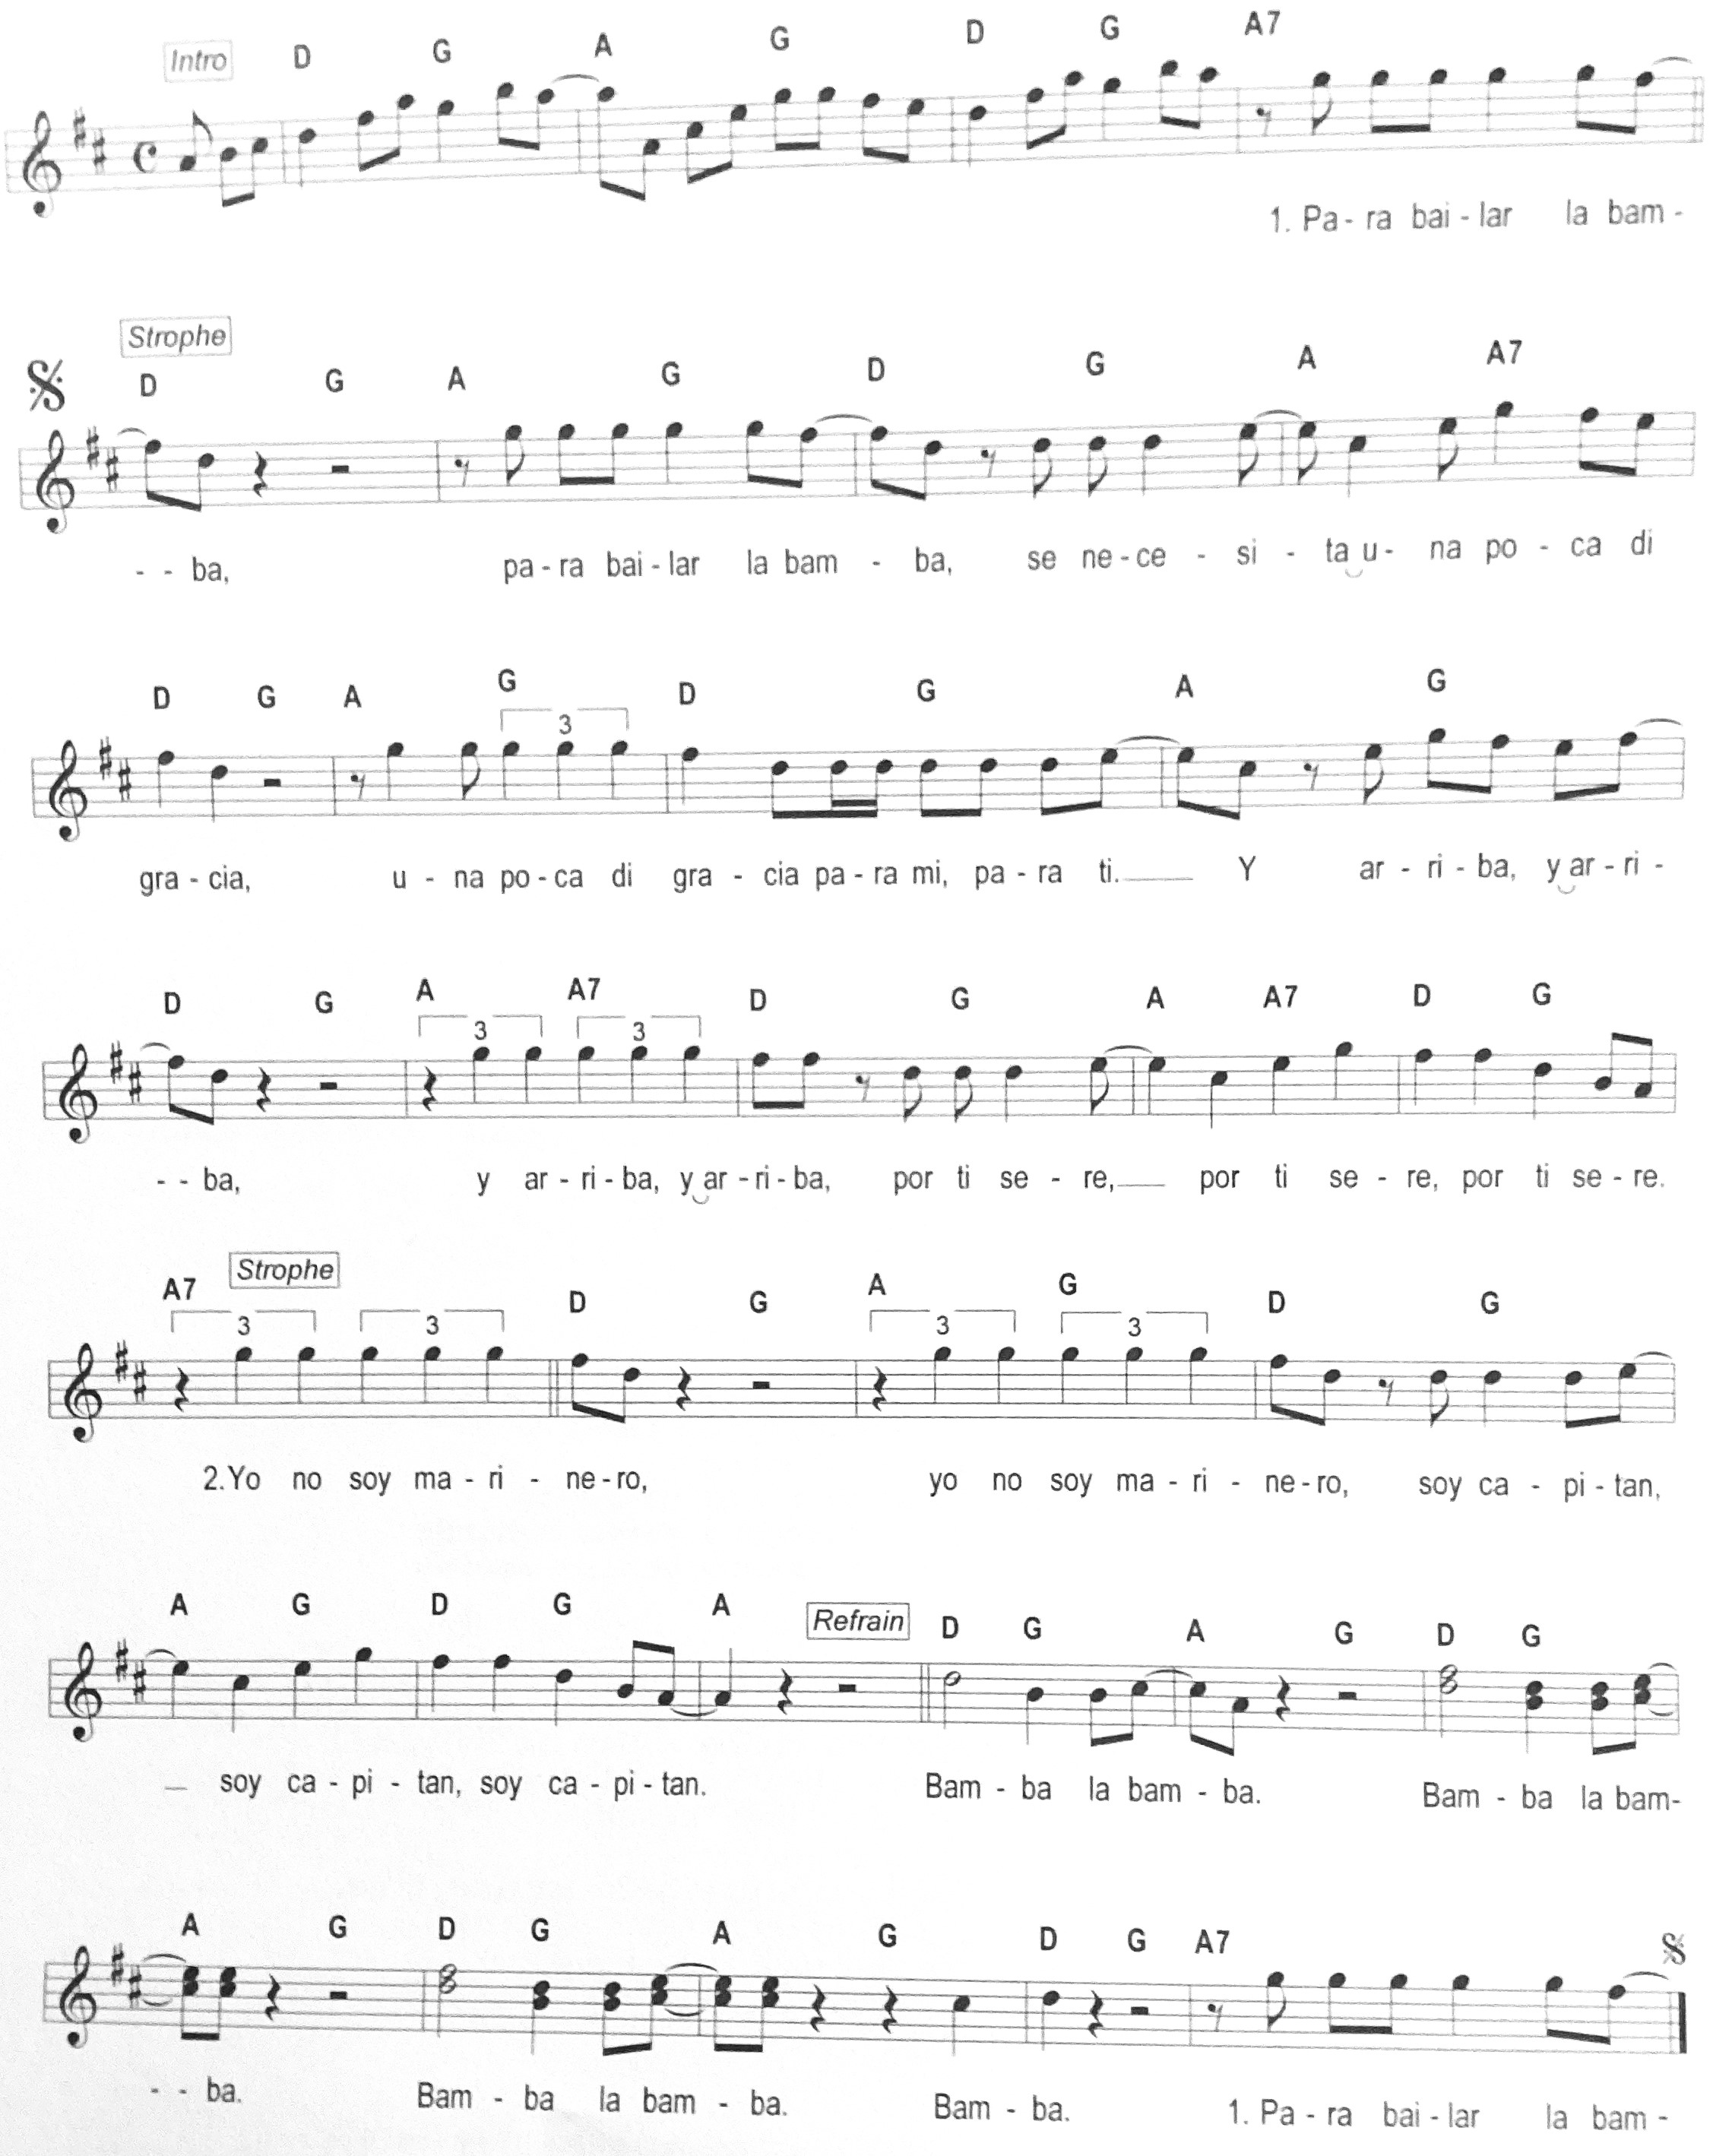 Intro D G A G D G A7
1. Pa - ra bai - lar la bam -
Strophe
D G A G D G A A7
- - ba, pa - ra bai - lar la bam - ba, se ne - ce - si - ta u - na po - ca di
D G A G D G A G
3
gra - cia, u - na po - ca di gra - cia pa - ra mi, pa - ra ti. Y ar - ri - ba, y ar - ri -
D G A A7 D G A A7 D G
3 3
- - ba, y ar - ri - ba, y ar - ri - ba, por ti se - re, por ti se - re, por ti se - re.
A7 Strophe D G A G D G
3 3 3 3
2.Yo no soy ma - ri - ne - ro, yo no soy ma - ri - ne - ro, soy ca - pi - tan,
A G D G A Refrain D G A G D G
soy ca - pi - tan, soy ca - pi - tan. Bam - ba la bam - ba. Bam - ba la bam-
A G D G A G D G A7
- - ba. Bam - ba la bam - ba. Bam - ba. 1. Pa - ra bai - lar la bam -